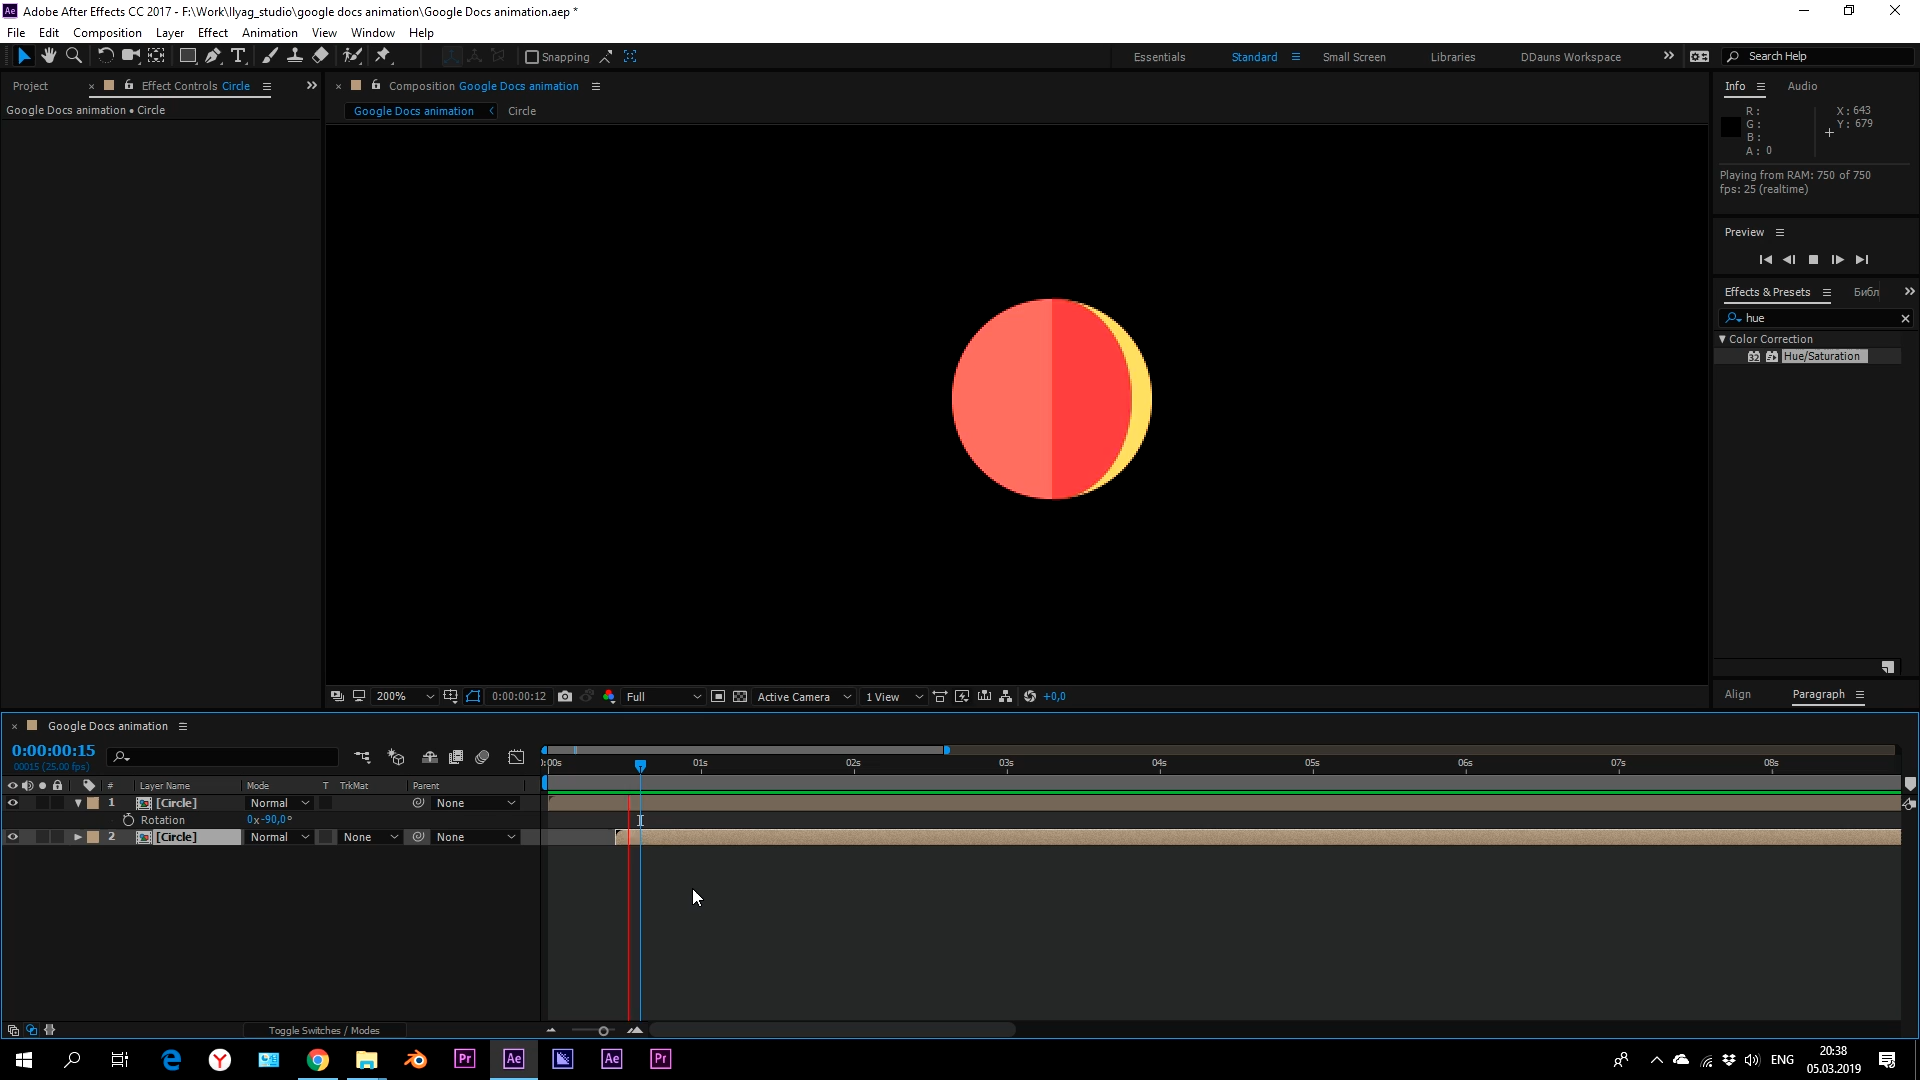 Adobe After Effects CC 2017 - F:\Work\Ilyag_studio\google docs animation\Google Docs animation.aep *
File Edit Composition Layer Effect Animation View Window Help
Snapping
Essentials Standard Small Screen Libraries DDauns Workspace
Search Help
Project Effect Controls Circle
Google Docs animation • Circle
Composition Google Docs animation
Google Docs animation Circle
Info Audio
R:
G:
B:
A: 0
X: 643
Y: 679
Playing from RAM: 750 of 750
fps: 25 (realtime)
Preview
Effects & Presets Библ
hue
Color Correction
32 Hue/Saturation
200% 0:00:00:12 Full Active Camera 1 View +0,0
Align Paragraph
Google Docs animation
0:00:00:15
00015 (25.00 fps)
# Layer Name Mode T TrkMat Parent
):00s 01s 02s 03s 04s 05s 06s 07s 08s
1 [Circle] Normal None
Rotation 0x-90,0°
2 [Circle] Normal None None
Toggle Switches / Modes
Pr Ae Ae Pr
ENG
20:38
05.03.2019